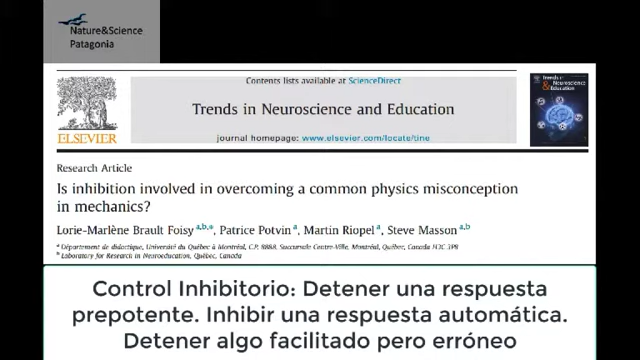 Nature&Science
Patagonia
Contents lists available at ScienceDirect
Trends in Neuroscience and Education
ELSEVIER
journal homepage: www.elsevier.com/locate/tine
Trends in
Neuroscience
& Education
Research Article
Is inhibition involved in overcoming a common physics misconception
in mechanics?
Lorie-Marlène Brault Foisy a,b,*, Patrice Potvin a, Martin Riopel a, Steve Masson a,b
a Département de didactique, Université du Québec à Montréal, C.P. 8888, Succursale Centre-Ville, Montréal, Québec, Canada H3C 3P8
b Laboratory for Research in Neuroeducation, Québec, Canada
Control Inhibitorio: Detener una respuesta
prepotente. Inhibir una respuesta automática.
Detener algo facilitado pero erróneo